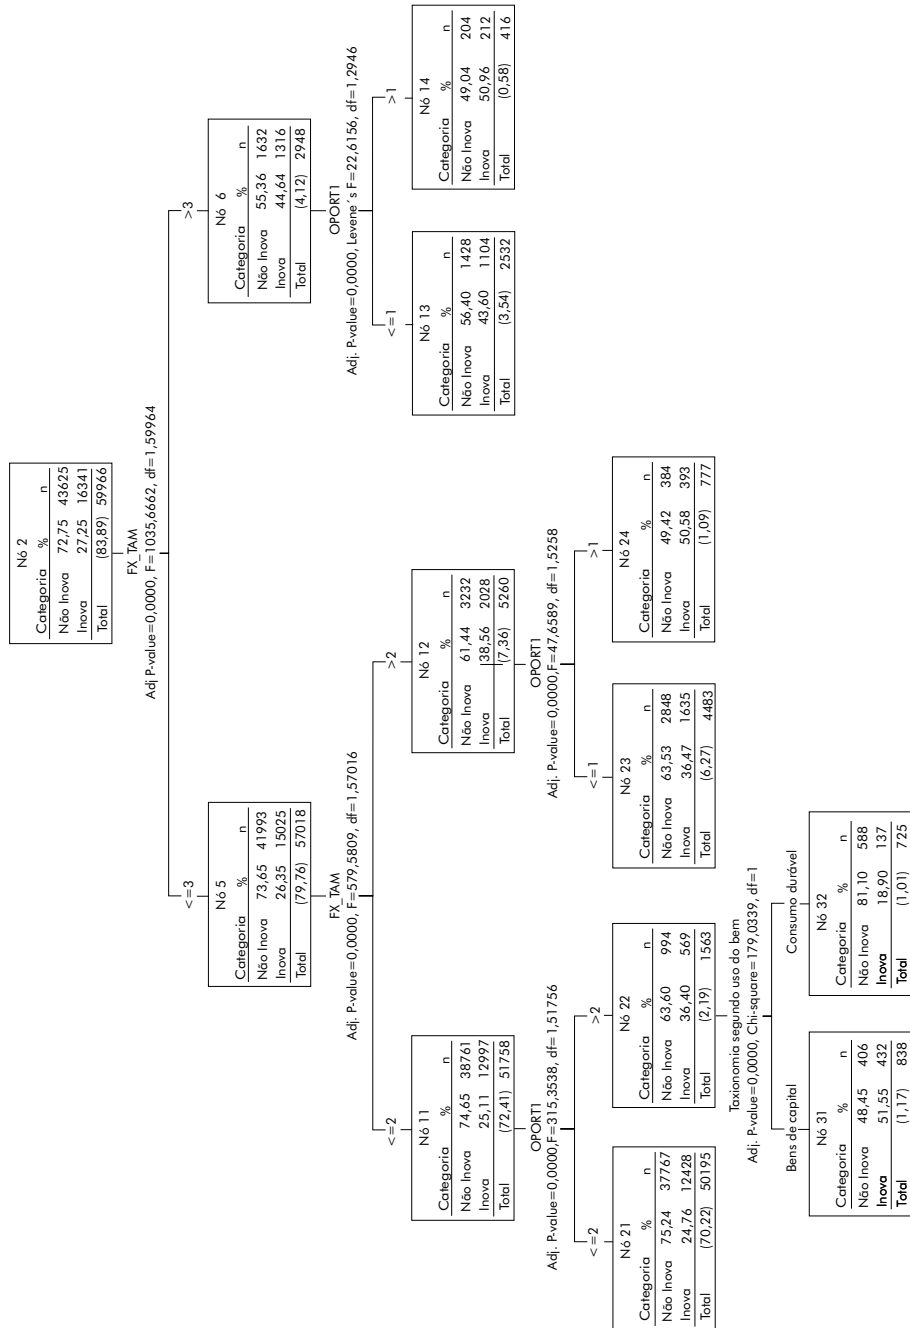 Nó 2
Categoria % n
Não Inova 72,75 43625
Inova 27,25 16341
Total (83,89) 59966
FX_TAM
Adj P-value=0,0000, F=1035,6662, df=1,59964
<=3
>3
Nó 5
Categoria % n
Não Inova 73,65 41993
Inova 26,35 15025
Total (79,76) 57018
Nó 6
Categoria % n
Não Inova 55,36 1632
Inova 44,64 1316
Total (4,12) 2948
FX_TAM
Adj. P-value=0,0000, F=579,5809, df=1,57016
<=2
>2
OPORT1
Adj. P-value=0,0000, Levene´s F=22,6156, df=1,2946
<=1
>1
Nó 11
Categoria % n
Não Inova 74,65 38761
Inova 25,11 12997
Total (72,41) 51758
Nó 12
Categoria % n
Não Inova 61,44 3232
Inova 38,56 2028
Total (7,36) 5260
Nó 13
Categoria % n
Não Inova 56,40 1428
Inova 43,60 1104
Total (3,54) 2532
Nó 14
Categoria % n
Não Inova 49,04 204
Inova 50,96 212
Total (0,58) 416
OPORT1
Adj. P-value=0,0000,F=315,3538, df=1,51756
<=2
>2
OPORT1
Adj. P-value=0,0000,F=47,6589, df=1,5258
<=1
>1
Nó 21
Categoria % n
Não Inova 75,24 37767
Inova 24,76 12428
Total (70,22) 50195
Nó 22
Categoria % n
Não Inova 63,60 994
Inova 36,40 569
Total (2,19) 1563
Nó 23
Categoria % n
Não Inova 63,53 2848
Inova 36,47 1635
Total (6,27) 4483
Nó 24
Categoria % n
Não Inova 49,42 384
Inova 50,58 393
Total (1,09) 777
Taxionomia segundo uso do bem
Adj. P-value=0,0000, Chi-square=179,0339, df=1
Bens de capital
Consumo durável
Nó 31
Categoria % n
Não Inova 48,45 406
Inova 51,55 432
Total (1,17) 838
Nó 32
Categoria % n
Não Inova 81,10 588
Inova 18,90 137
Total (1,01) 725